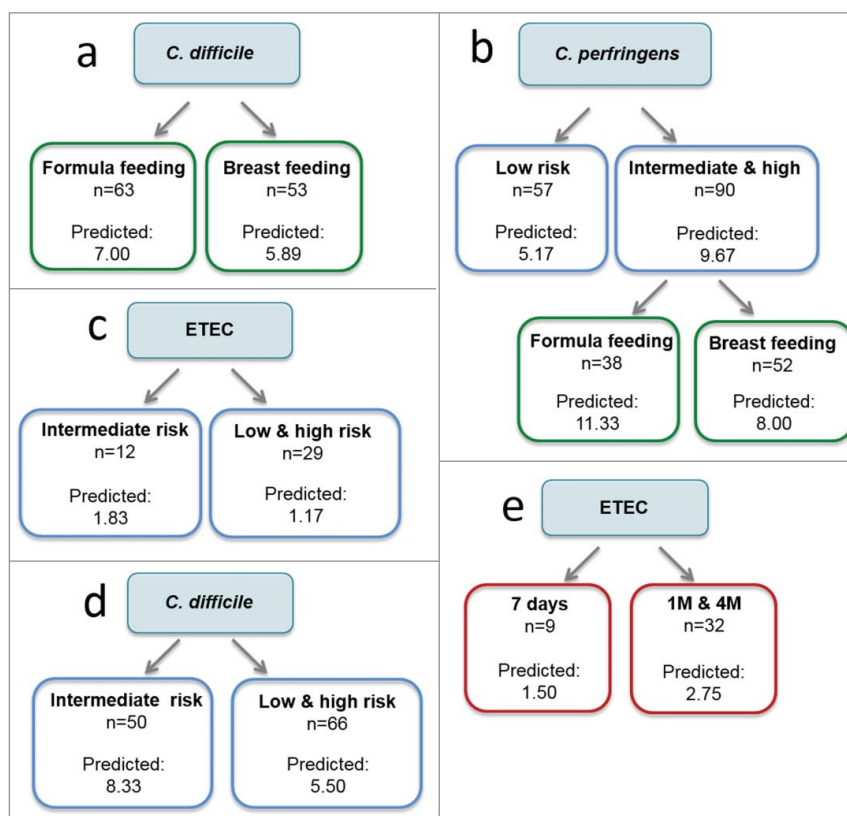 a
C. difficile
Formula feeding
n=63
Predicted:
7.00
Breast feeding
n=53
Predicted:
5.89
b
C. perfringens
Low risk
n=57
Predicted:
5.17
Intermediate & high
n=90
Predicted:
9.67
Formula feeding
n=38
Predicted:
11.33
Breast feeding
n=52
Predicted:
8.00
c
ETEC
Intermediate risk
n=12
Predicted:
1.83
Low & high risk
n=29
Predicted:
1.17
d
C. difficile
Intermediate risk
n=50
Predicted:
8.33
Low & high risk
n=66
Predicted:
5.50
e
ETEC
7 days
n=9
Predicted:
1.50
1M & 4M
n=32
Predicted:
2.75